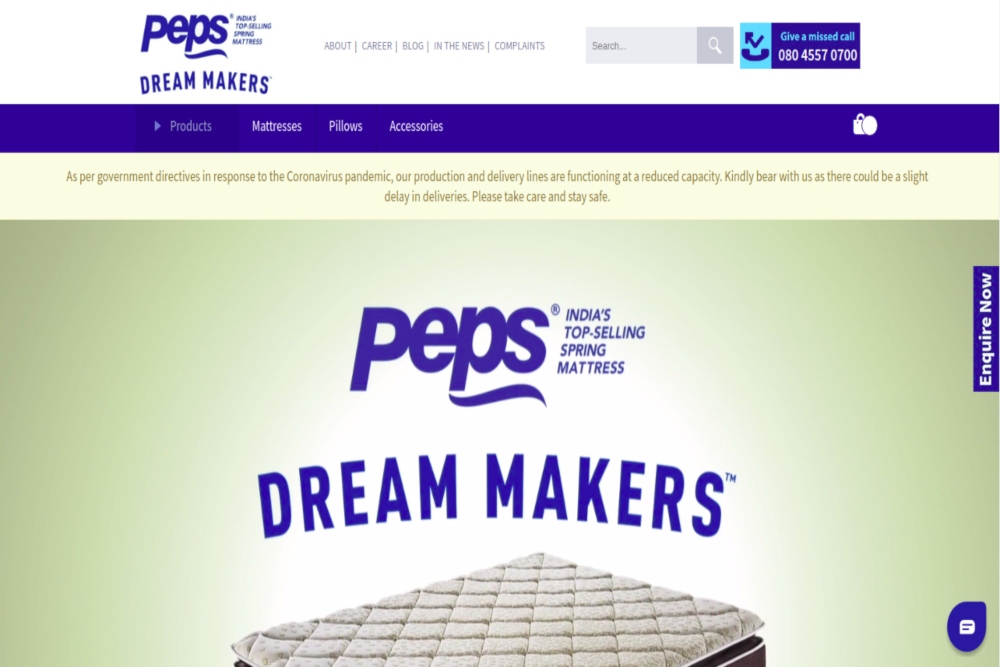 peps® INDIA'S
TOP-SELLING
SPRING
MATTRESS
DREAM MAKERS™
ABOUT | CAREER | BLOG | IN THE NEWS | COMPLAINTS
Search...
Give a missed call
080 4557 0700
Products Mattresses Pillows Accessories
As per government directives in response to the Coronavirus pandemic, our production and delivery lines are functioning at a reduced capacity. Kindly bear with us as there could be a slight
delay in deliveries. Please take care and stay safe.
peps® INDIA'S
TOP-SELLING
SPRING
MATTRESS
DREAM MAKERS™
Enquire Now